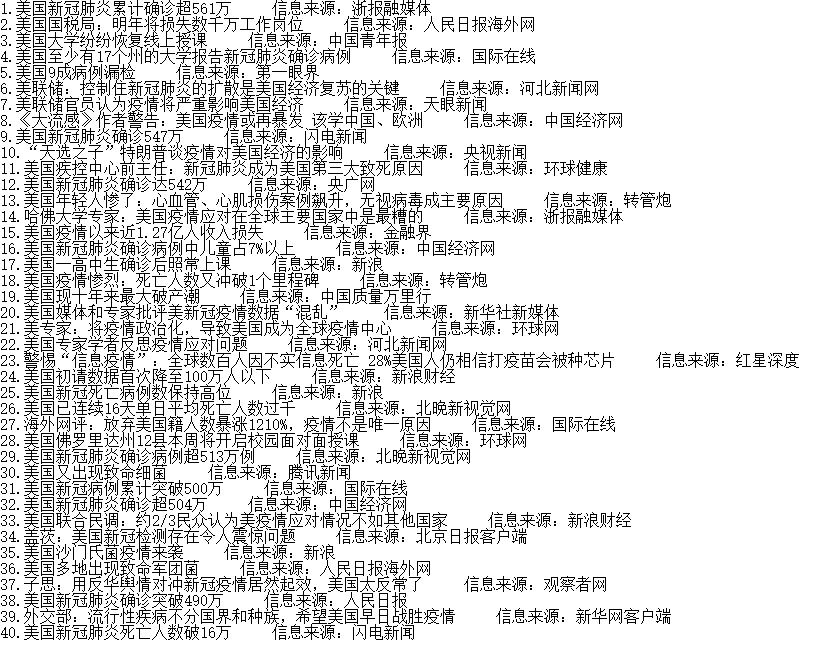 1.美国新冠肺炎累计确诊超561万 信息来源：浙报融媒体
2.美国国税局：明年将损失数千万工作岗位 信息来源：人民日报海外网
3.美国大学纷纷恢复线上授课 信息来源：中国青年报
4.美国至少有17个州的大学报告新冠肺炎确诊病例 信息来源：国际在线
5.美国9成病例漏检 信息来源：第一眼界
6.美联储：控制住新冠肺炎的扩散是美国经济复苏的关键 信息来源：河北新闻网
7.美联储官员认为疫情将严重影响美国经济 信息来源：天眼新闻
8.《大流感》作者警告：美国疫情或再暴发 该学中国、欧洲 信息来源：中国经济网
9.美国新冠肺炎确诊547万 信息来源：闪电新闻
10.“天选之子”特朗普谈疫情对美国经济的影响 信息来源：央视新闻
11.美国疾控中心前主任：新冠肺炎成为美国第三大致死原因 信息来源：环球健康
12.美国新冠肺炎确诊达542万 信息来源：央广网
13.美国年轻人惨了：心血管、心肌损伤案例飙升，无视病毒成主要原因 信息来源：转管炮
14.哈佛大学专家：美国疫情应对在全球主要国家中是最糟的 信息来源：浙报融媒体
15.美国疫情以来近1.27亿人收入损失 信息来源：金融界
16.美国新冠肺炎确诊病例中儿童占7%以上 信息来源：中国经济网
17.美国一高中生确诊后照常上课 信息来源：新浪
18.美国疫情惨烈：死亡人数又冲破1个里程碑 信息来源：转管炮
19.美国现十年来最大破产潮 信息来源：中国质量万里行
20.美国媒体和专家批评美新冠疫情数据“混乱” 信息来源：新华社新媒体
21.美专家：将疫情政治化，导致美国成为全球疫情中心 信息来源：环球网
22.美国专家学者反思疫情应对问题 信息来源：河北新闻网
23.警惕“信息疫情”：全球数百人因不实信息死亡 28%美国人仍相信打疫苗会被种芯片 信息来源：红星深度
24.美国初请数据首次降至100万人以下 信息来源：新浪财经
25.美国新冠死亡病例数保持高位 信息来源：新浪
26.美国已连续16天单日平均死亡人数过千 信息来源：北晚新视觉网
27.海外网评：放弃美国籍人数暴涨1210%，疫情不是唯一原因 信息来源：国际在线
28.美国佛罗里达州12县本周将开启校园面对面授课 信息来源：环球网
29.美国新冠肺炎确诊病例超513万例 信息来源：北晚新视觉网
30.美国又出现致命细菌 信息来源：腾讯新闻
31.美国新冠病例累计突破500万 信息来源：国际在线
32.美国新冠肺炎确诊超504万 信息来源：中国经济网
33.美国联合民调：约2/3民众认为美疫情应对情况不如其他国家 信息来源：新浪财经
34.盖茨：美国新冠检测存在令人震惊问题 信息来源：北京日报客户端
35.美国沙门氏菌疫情来袭 信息来源：新浪
36.美国多地出现致命军团菌 信息来源：人民日报海外网
37.子思：用反华舆情对冲新冠疫情居然起效，美国太反常了 信息来源：观察者网
38.美国新冠肺炎确诊突破490万 信息来源：人民日报
39.外交部：流行性疾病不分国界和种族，希望美国早日战胜疫情 信息来源：新华网客户端
40.美国新冠肺炎死亡人数破16万 信息来源：闪电新闻